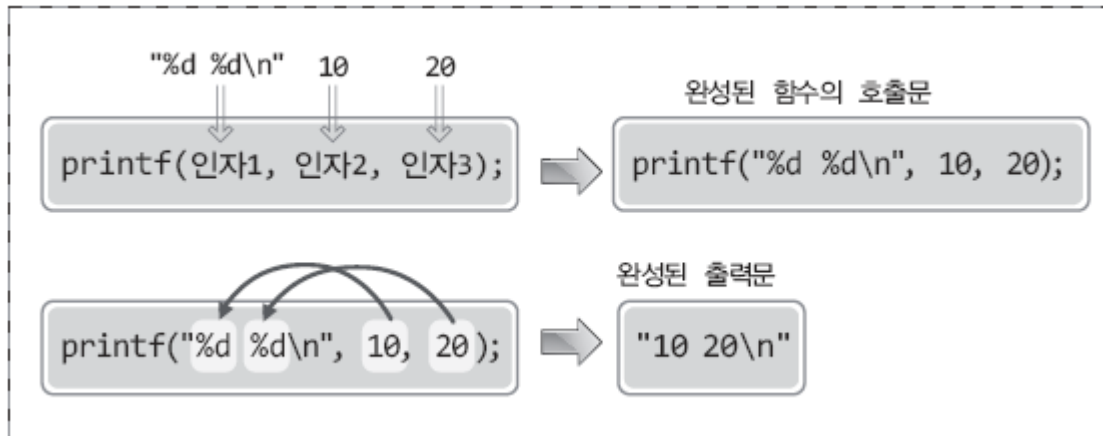 "%d %d\n" 10 20
printf(인자1, 인자2, 인자3);
완성된 함수의 호출문
printf("%d %d\n", 10, 20);
printf("%d %d\n", 10, 20);
완성된 출력문
"10 20\n"